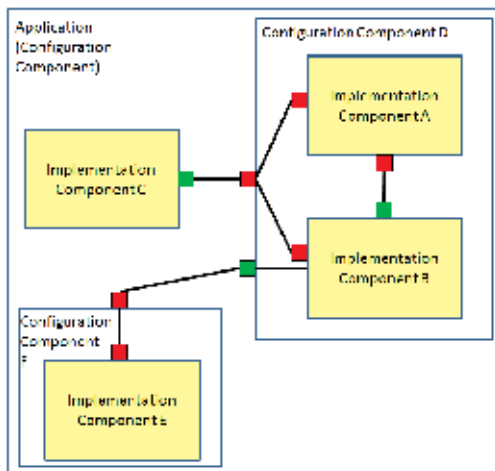 Application
(Configuration
Component)
Configuration Component D
Implementation
Component A
Implementation
Component C
Implementation
Component B
Configuration
Component
F
Implementation
Component E